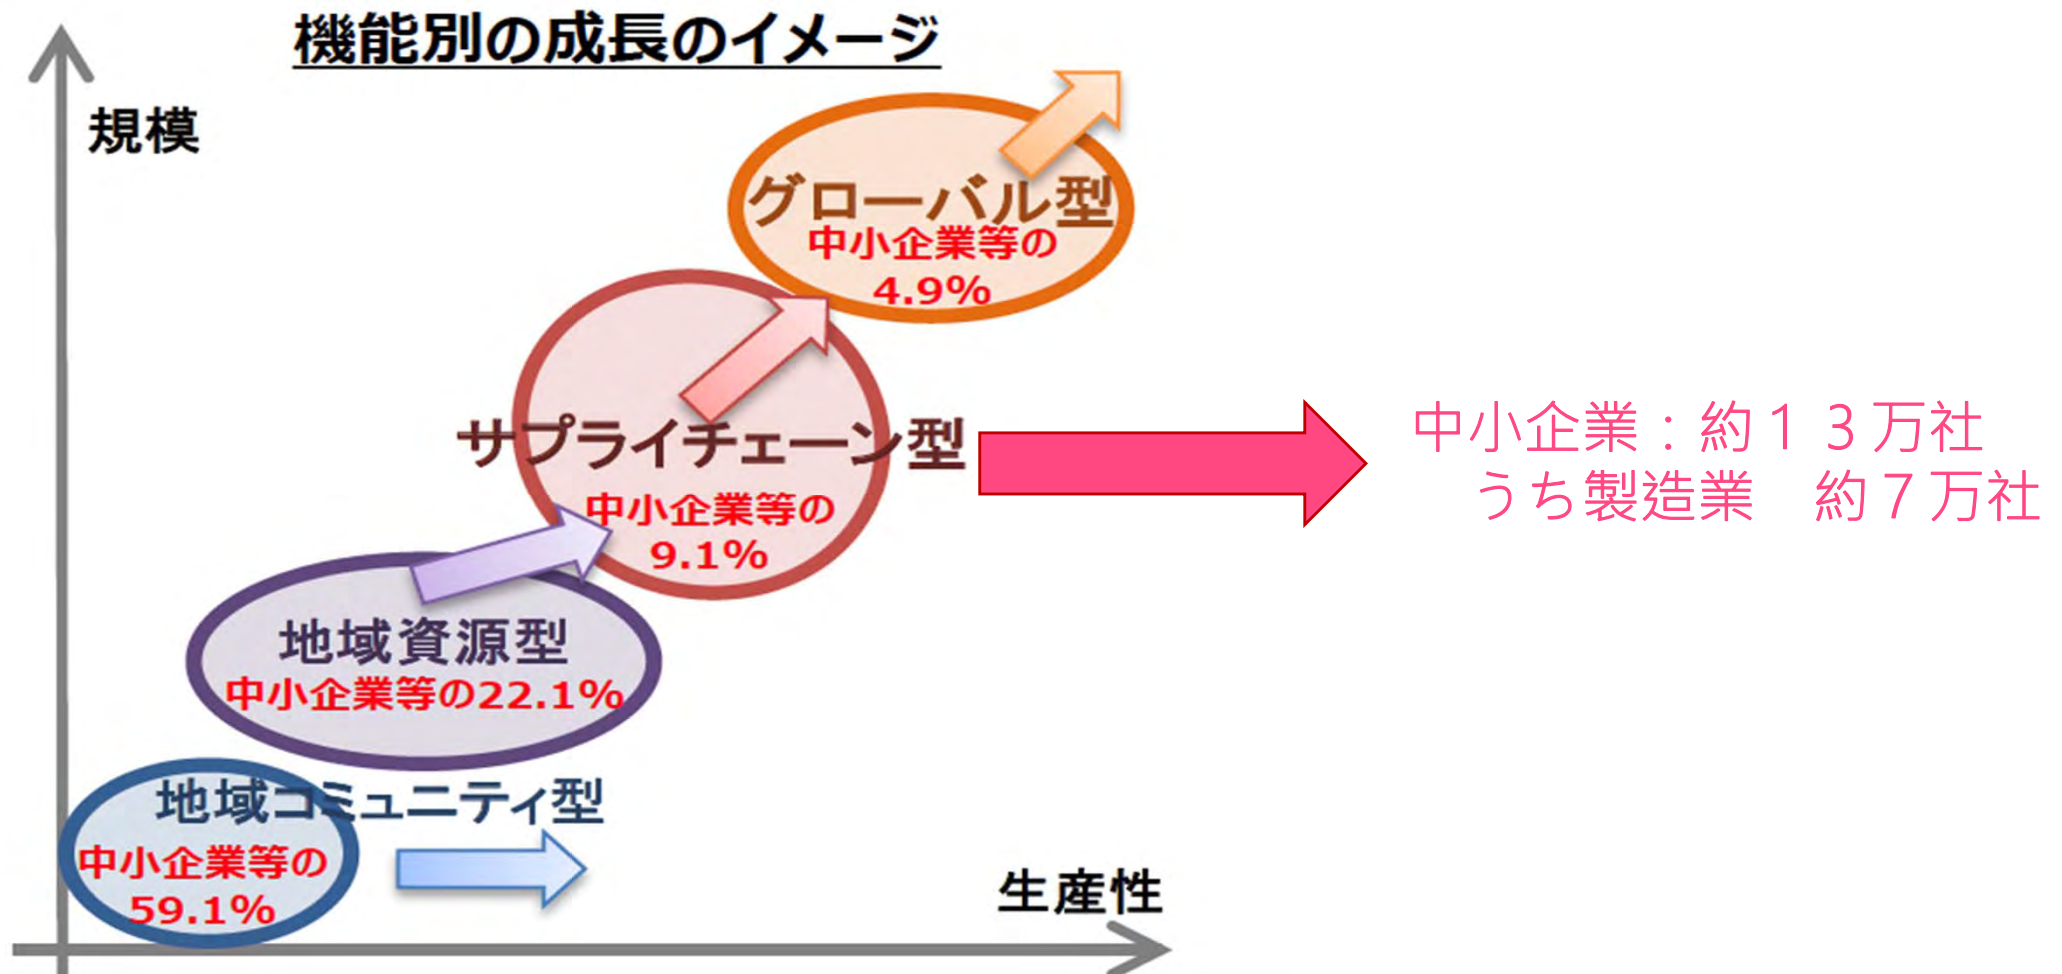 機能別の成長のイメージ
規模
グローバル型
中小企業等の
4.9%
サプライチェーン型
中小企業等の
9.1%
中小企業：約１３万社
うち製造業　約７万社
地域資源型
中小企業等の22.1%
地域コミュニティ型
中小企業等の
59.1%
生産性